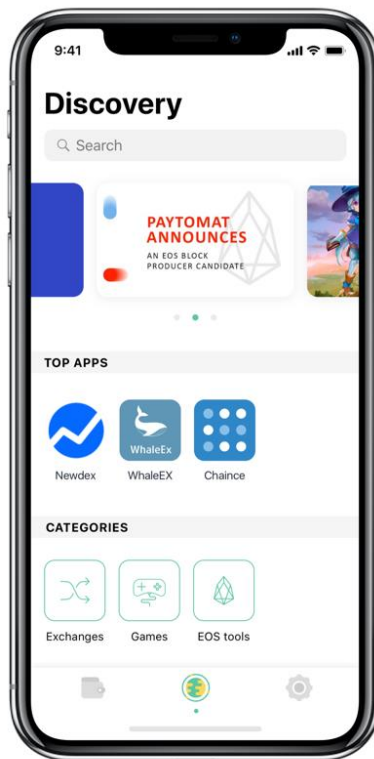 9:41
Discovery
Search
PAYTOMAT
ANNOUNCES
AN EOS BLOCK
PRODUCER CANDIDATE
TOP APPS
WhaleEx
Newdex WhaleEX Chaince
CATEGORIES
Exchanges Games EOS tools